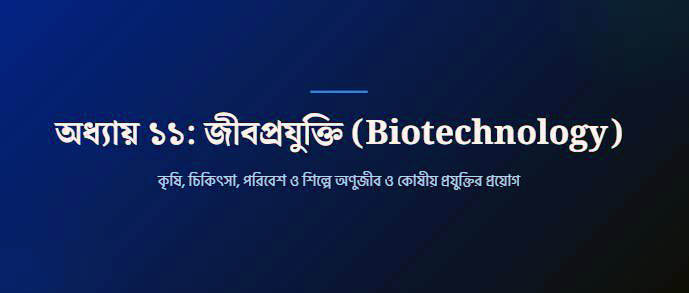 অধ্যায় ১১: জীবপ্রযুক্তি (Biotechnology)
কৃষি, চিকিৎসা, পরিবেশ ও শিল্পে অণুজীব ও কোষীয় প্রযুক্তির প্রয়োগ